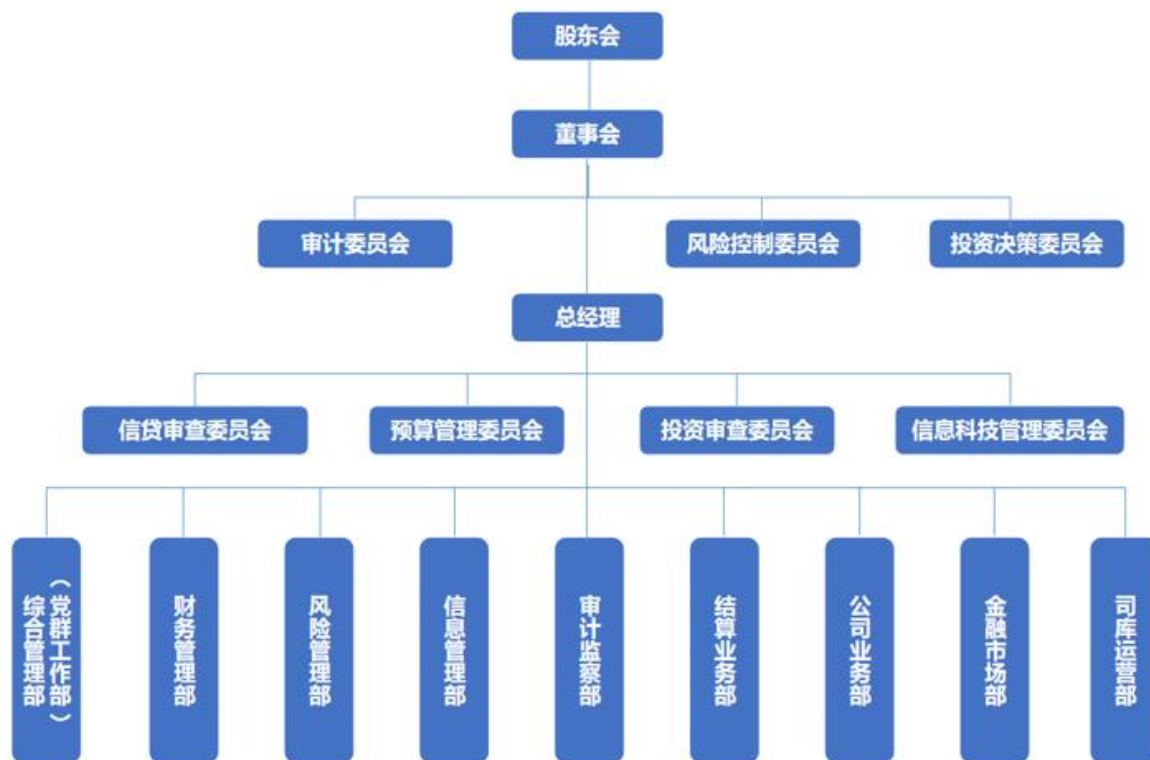 股东会
董事会
审计委员会
风险控制委员会
投资决策委员会
总经理
信贷审查委员会
预算管理委员会
投资审查委员会
信息科技管理委员会
综合管理部
（党群工作部）
财务管理部
风险管理部
信息管理部
审计监察部
结算业务部
公司业务部
金融市场部
司库运营部